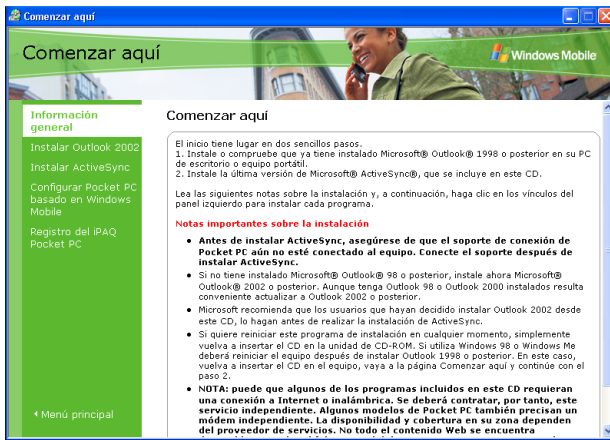 Comenzar aquí
Comenzar aquí
Windows Mobile
Información
general
Instalar Outlook 2002
Instalar ActiveSync
Configurar Pocket PC
basado en Windows
Mobile
Registro del iPAQ
Pocket PC
Menú principal
Comenzar aquí
El inicio tiene lugar en dos sencillos pasos.
1. Instale o compruebe que ya tiene instalado Microsoft® Outlook® 1998 o posterior en su PC
de escritorio o equipo portátil.
2. Instale la última versión de Microsoft® ActiveSync®, que se incluye en este CD.
Lea las siguientes notas sobre la instalación y, a continuación, haga clic en los vínculos del
panel izquierdo para instalar cada programa.
Notas importantes sobre la instalación
• Antes de instalar ActiveSync, asegúrese de que el soporte de conexión de
Pocket PC aún no esté conectado al equipo. Conecte el soporte después de
instalar ActiveSync.
• Si no tiene instalado Microsoft® Outlook® 98 o posterior, instale ahora Microsoft®
Outlook® 2002 o posterior. Aunque tenga Outlook 98 o Outlook 2000 instalados resulta
conveniente actualizar a Outlook 2002 o posterior.
• Microsoft recomienda que los usuarios que hayan decidido instalar Outlook 2002 desde
este CD, lo hagan antes de realizar la instalación de ActiveSync.
• Si quiere reiniciar este programa de instalación en cualquier momento, simplemente
vuelva a insertar el CD en la unidad de CD-ROM. Si utiliza Windows 98 o Windows Me
deberá reiniciar el equipo después de instalar Outlook 1998 o posterior. En este caso,
vuelva a insertar el CD en el equipo, vaya a la página Comenzar aquí y continúe con el
paso 2.
• NOTA: puede que algunos de los programas incluidos en este CD requieran
una conexión a Internet o inalámbrica. Se deberá contratar, por tanto, este
servicio independiente. Algunos modelos de Pocket PC también precisan un
módem independiente. La disponibilidad y cobertura en su zona dependen
del proveedor de servicios. No todo el contenido Web se encuentra